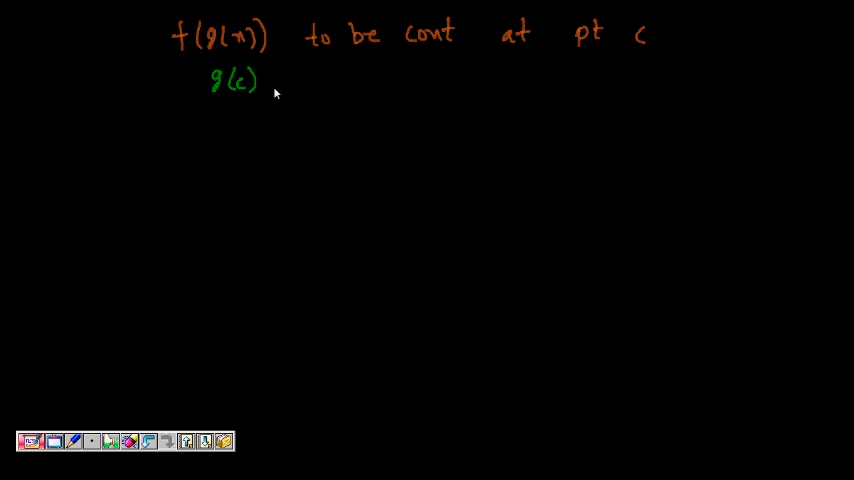 f(g(x)) to be cont at pt c
g(c)